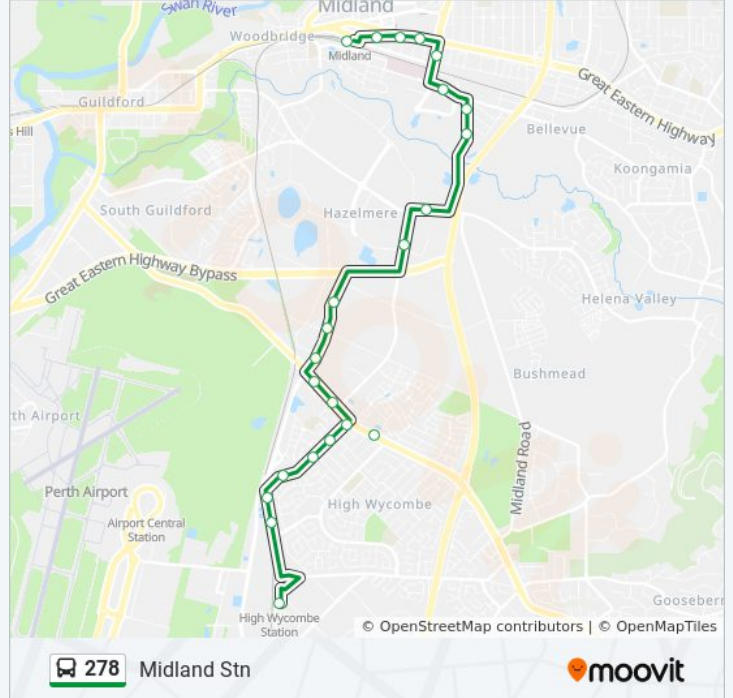 Swan River
Midland
Woodbridge
Midland
Great Eastern Highway
Guildford
s Hill
Bellevue
Koongamia
South Guildford
Hazelmere
Great Eastern Highway Bypass
Helena Valley
Bushmead
th Airport
Midland Road
Perth Airport
High Wycombe
Airport Central
Station
Gooseber
High Wycombe
Station
© OpenStreetMap contributors | © OpenMapTiles
278 Midland Stn
moovit